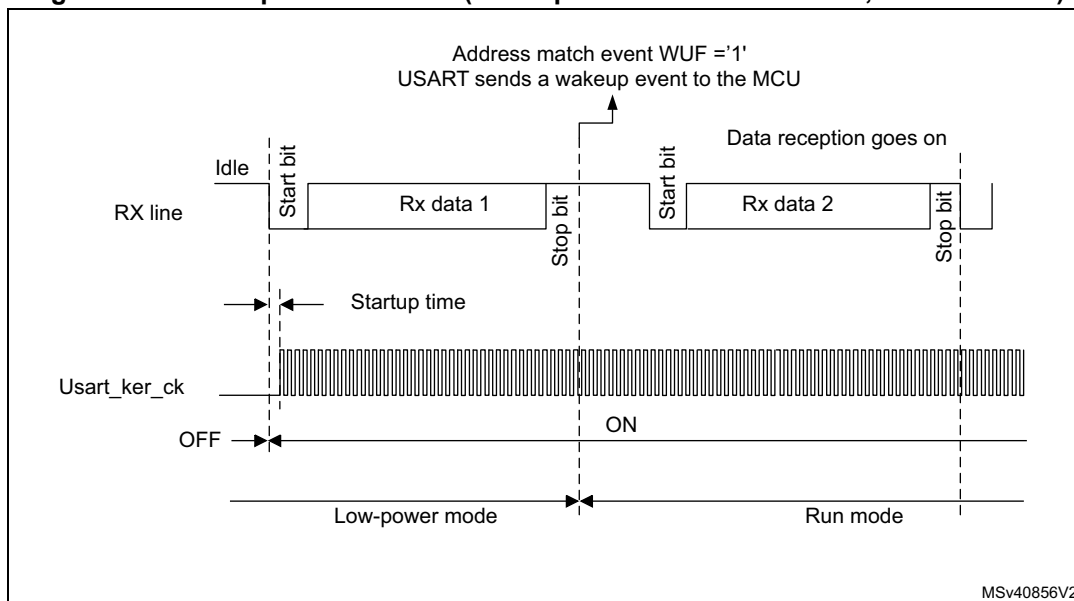 Address match event WUF ='1'
USART sends a wakeup event to the MCU
Data reception goes on
Idle
Start bit
Start bit
RX line
Rx data 1
Rx data 2
Stop bit
Stop bit
Startup time
Usart_ker_ck
OFF
ON
Low-power mode
Run mode
MSv40856V2